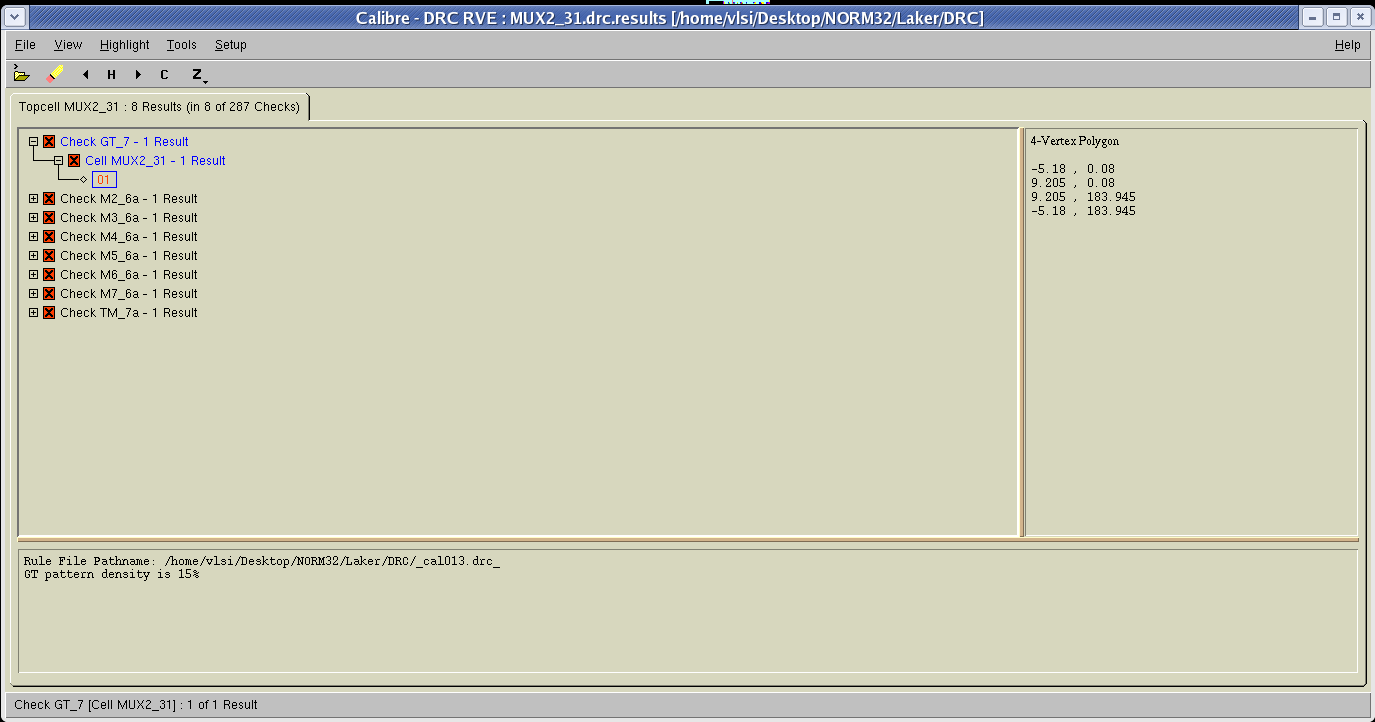 Calibre - DRC RVE : MUX2_31.drc.results [/home/vlsi/Desktop/NORM32/Laker/DRC]
File View Highlight Tools Setup Help
H C Z
Topcell MUX2_31 : 8 Results (in 8 of 287 Checks)
Check GT_7 - 1 Result
Cell MUX2_31 - 1 Result
01
Check M2_6a - 1 Result
Check M3_6a - 1 Result
Check M4_6a - 1 Result
Check M5_6a - 1 Result
Check M6_6a - 1 Result
Check M7_6a - 1 Result
Check TM_7a - 1 Result
4-Vertex Polygon
-5.18 , 0.08
9.205 , 0.08
9.205 , 183.945
-5.18 , 183.945
Rule File Pathname: /home/vlsi/Desktop/NORM32/Laker/DRC/_cal013.drc_
GT pattern density is 15%
Check GT_7 [Cell MUX2_31] : 1 of 1 Result